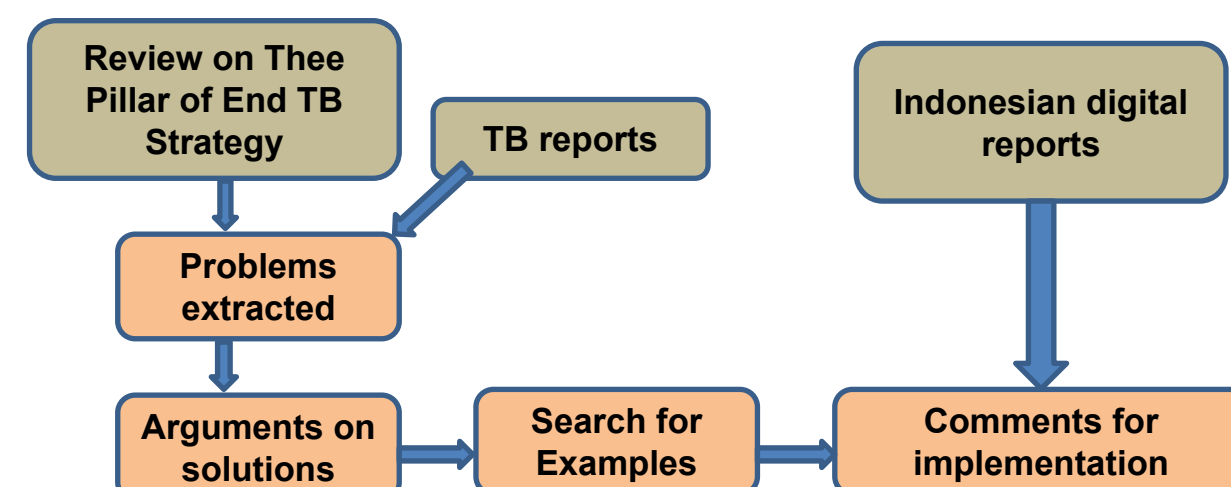 Review on Thee
Pillar of End TB
Strategy
TB reports
Indonesian digital
reports
Problems
extracted
Arguments on
solutions
Search for
Examples
Comments for
implementation